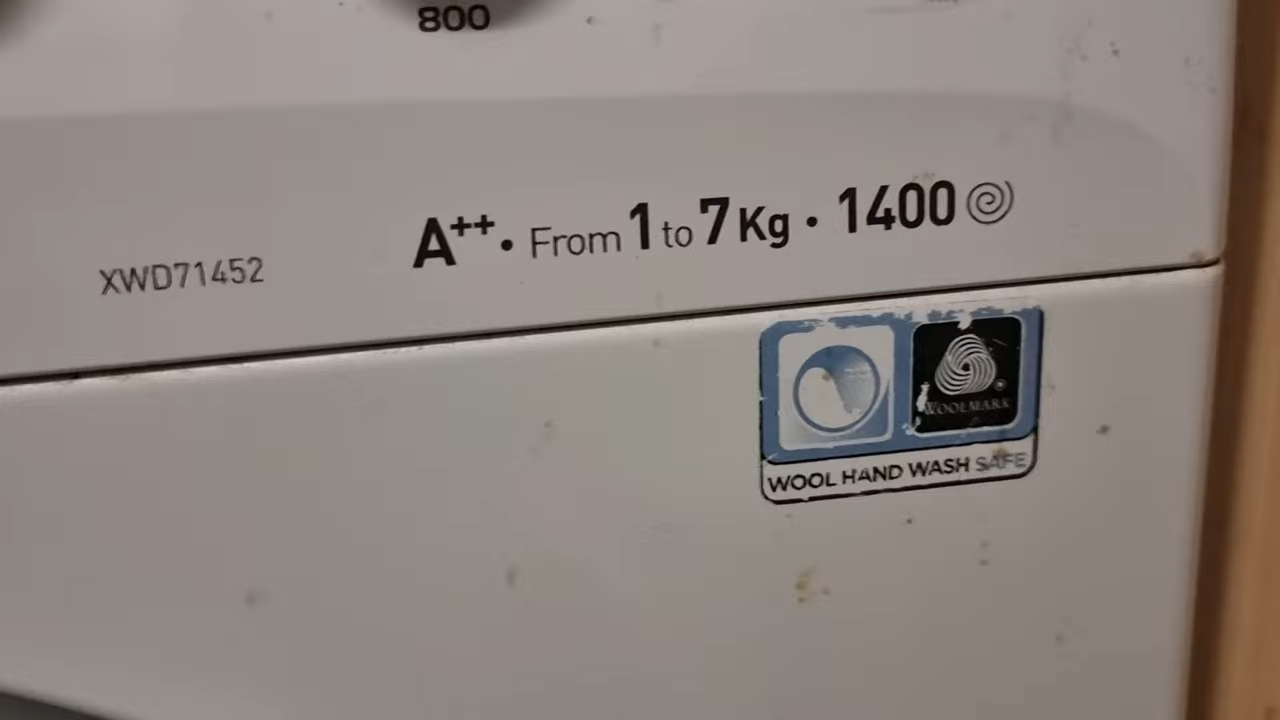 800
XWD71452
A++ • From 1 to 7 Kg • 1400
WOOLMARK
WOOL HAND WASH SAFE